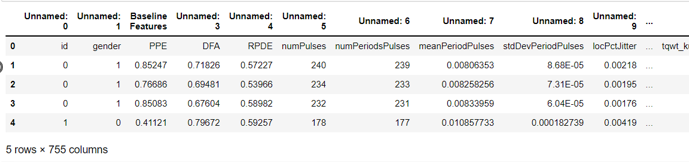 Unnamed: 0 Unnamed: 1 Baseline Features Unnamed: 3 Unnamed: 4 Unnamed: 5 Unnamed: 6 Unnamed: 7 Unnamed: 8 Unnamed: 9 ...
0 id gender PPE DFA RPDE numPulses numPeriodsPulses meanPeriodPulses stdDevPeriodPulses locPctJitter ...
1 0 1 0.85247 0.71826 0.57227 240 239 0.00806353 8.68E-05 0.00218 ...
2 0 1 0.76686 0.69481 0.53966 234 233 0.008258256 7.31E-05 0.00195 ...
3 0 1 0.85083 0.67604 0.58982 232 231 0.00833959 6.04E-05 0.00176 ...
4 1 0 0.41121 0.79672 0.59257 178 177 0.010857733 0.000182739 0.00419 ...
5 rows × 755 columns